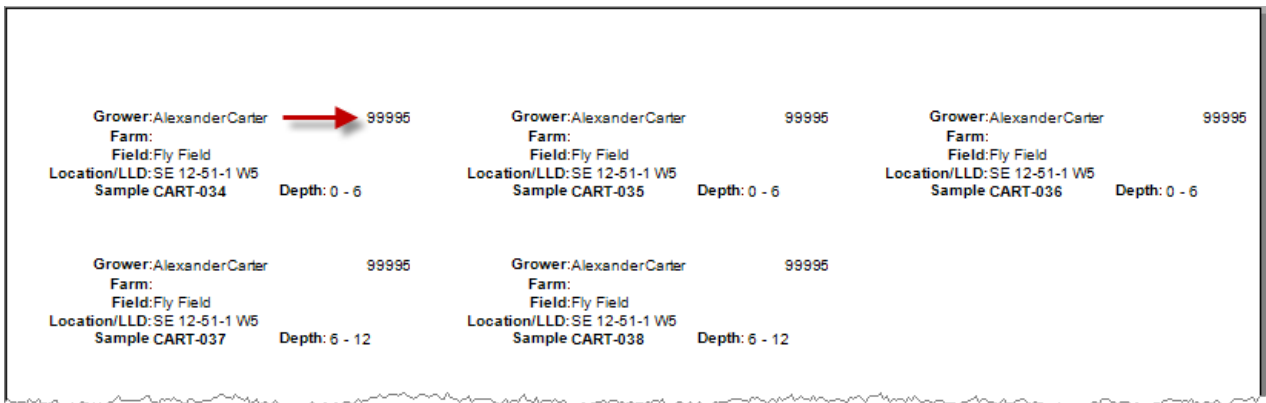 Grower:AlexanderCarter 99995 Grower:AlexanderCarter 99995 Grower:AlexanderCarter 99995
Farm: Farm: Farm:
Field:Fly Field Field:Fly Field Field:Fly Field
Location/LLD:SE 12-51-1 W5 Location/LLD:SE 12-51-1 W5 Location/LLD:SE 12-51-1 W5
Sample CART-034 Depth: 0 - 6 Sample CART-035 Depth: 0 - 6 Sample CART-036 Depth: 0 - 6
Grower:AlexanderCarter 99995 Grower:AlexanderCarter 99995
Farm: Farm:
Field:Fly Field Field:Fly Field
Location/LLD:SE 12-51-1 W5 Location/LLD:SE 12-51-1 W5
Sample CART-037 Depth: 6 - 12 Sample CART-038 Depth: 6 - 12